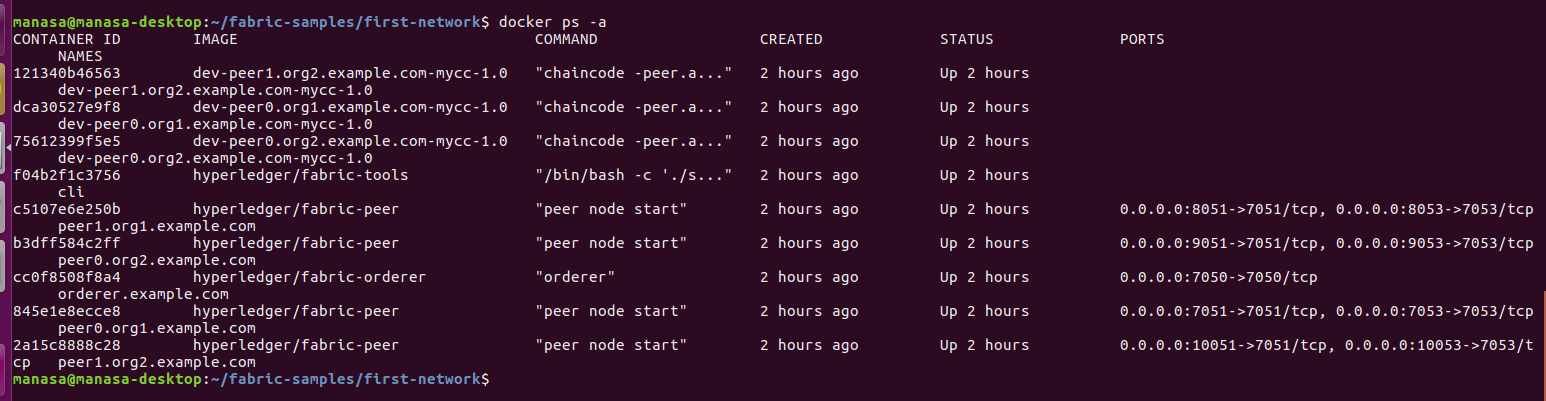 manasa@manasa-desktop:~/fabric-samples/first-network$ docker ps -a
CONTAINER ID        IMAGE                                    COMMAND                  CREATED             STATUS              PORTS
     NAMES
121340b46563        dev-peer1.org2.example.com-mycc-1.0   "chaincode -peer.a..."   2 hours ago         Up 2 hours
     dev-peer1.org2.example.com-mycc-1.0
dca30527e9f8        dev-peer0.org1.example.com-mycc-1.0   "chaincode -peer.a..."   2 hours ago         Up 2 hours
     dev-peer0.org1.example.com-mycc-1.0
75612399f5e5        dev-peer0.org2.example.com-mycc-1.0   "chaincode -peer.a..."   2 hours ago         Up 2 hours
     dev-peer0.org2.example.com-mycc-1.0
f04b2f1c3756        hyperledger/fabric-tools              "/bin/bash -c './s..."   2 hours ago         Up 2 hours
     cli
c5107e6e250b        hyperledger/fabric-peer               "peer node start"        2 hours ago         Up 2 hours          0.0.0.0:8051->7051/tcp, 0.0.0.0:8053->7053/tcp
     peer1.org1.example.com
b3dff584c2ff        hyperledger/fabric-peer               "peer node start"        2 hours ago         Up 2 hours          0.0.0.0:9051->7051/tcp, 0.0.0.0:9053->7053/tcp
     peer0.org2.example.com
cc0f8508f8a4        hyperledger/fabric-orderer            "orderer"                2 hours ago         Up 2 hours          0.0.0.0:7050->7050/tcp
     orderer.example.com
845e1e8ecce8        hyperledger/fabric-peer               "peer node start"        2 hours ago         Up 2 hours          0.0.0.0:7051->7051/tcp, 0.0.0.0:7053->7053/tcp
     peer0.org1.example.com
2a15c8888c28        hyperledger/fabric-peer               "peer node start"        2 hours ago         Up 2 hours          0.0.0.0:10051->7051/tcp, 0.0.0.0:10053->7053/t
cp   peer1.org2.example.com
manasa@manasa-desktop:~/fabric-samples/first-network$